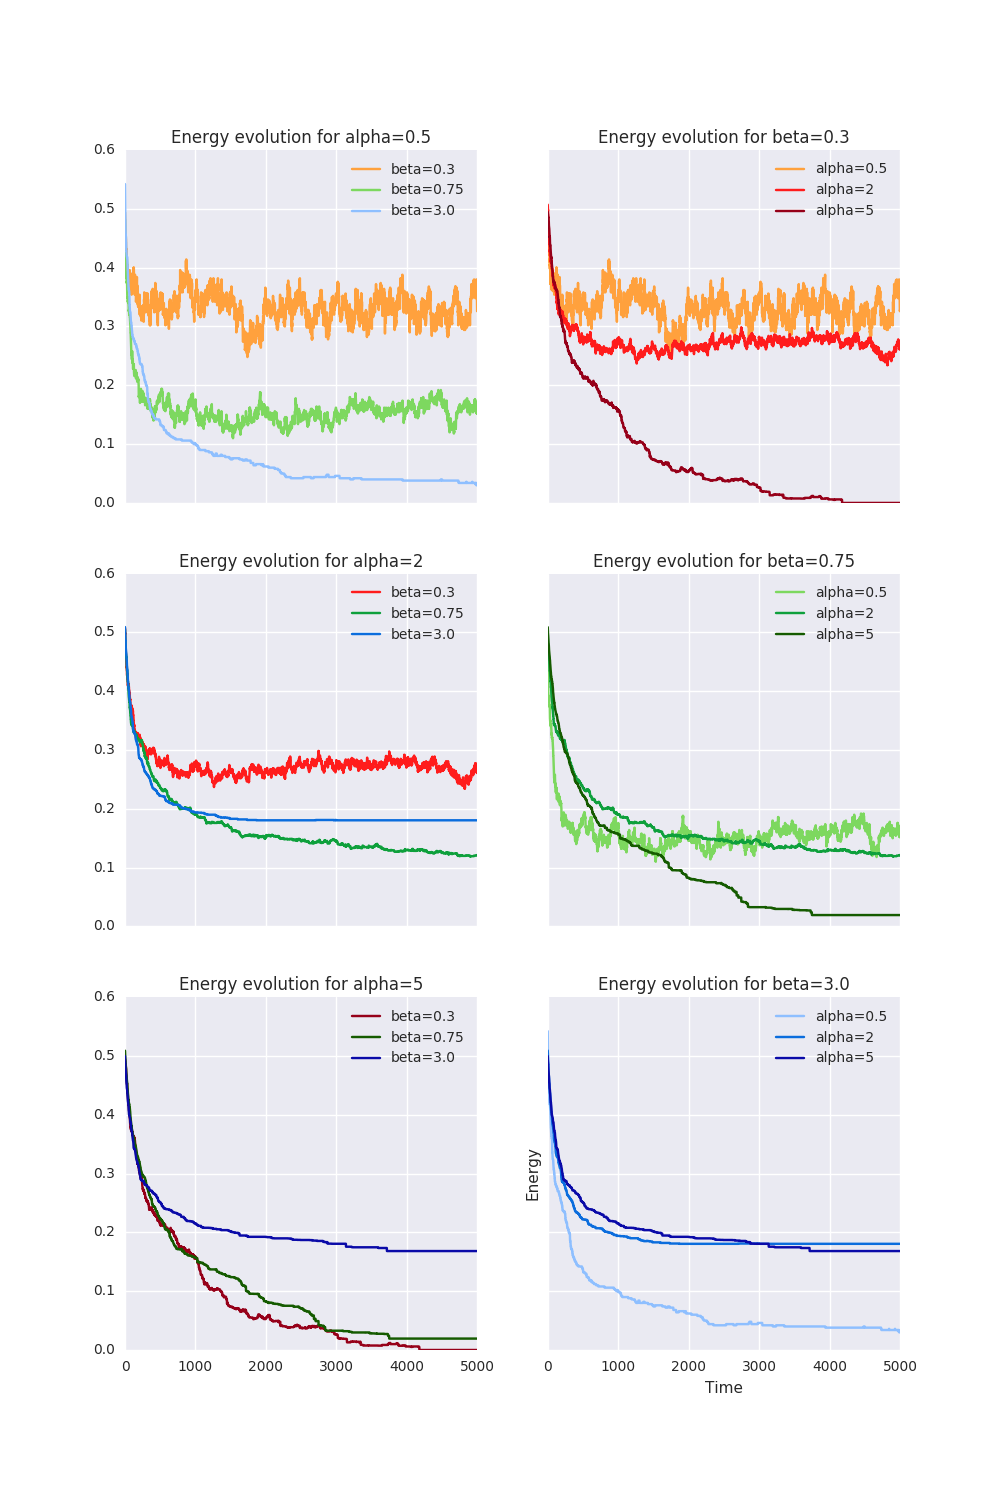 Energy evolution for alpha=0.5
0.6
0.5
0.4
0.3
0.2
0.1
0.0
beta=0.3
beta=0.75
beta=3.0
Energy evolution for beta=0.3
alpha=0.5
alpha=2
alpha=5
Energy evolution for alpha=2
0.6
0.5
0.4
0.3
0.2
0.1
0.0
beta=0.3
beta=0.75
beta=3.0
Energy evolution for beta=0.75
alpha=0.5
alpha=2
alpha=5
Energy evolution for alpha=5
0.6
0.5
0.4
0.3
0.2
0.1
0.0
beta=0.3
beta=0.75
beta=3.0
0 1000 2000 3000 4000 5000
Energy evolution for beta=3.0
alpha=0.5
alpha=2
alpha=5
Energy
0 1000 2000 3000 4000 5000
Time